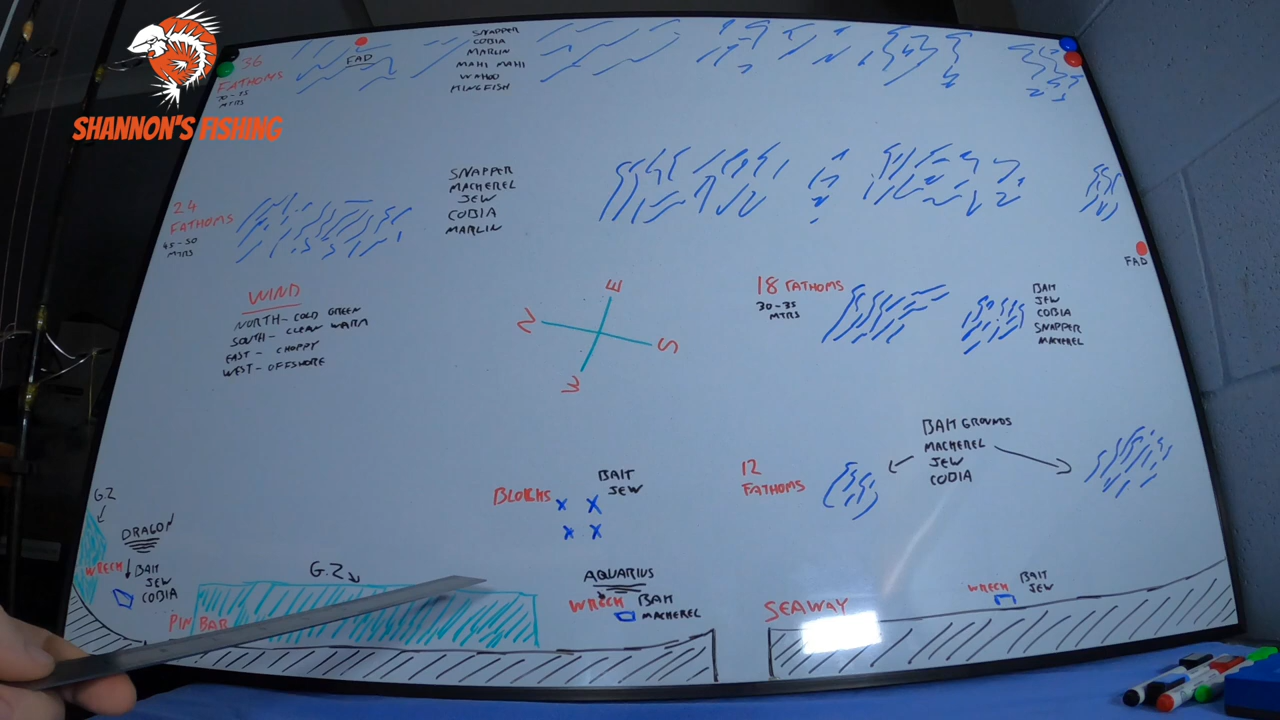 SHANNON'S FISHING
36
FATHOMS
MTRS
FAD
SNAPPER
COBIA
MARLIN
MAHI MAHI
WAHOO
KINGFISH
24
FATHOMS
45-50
MTRS
SNAPPER
MACKEREL
JEW
COBIA
MARLIN
FAD
WIND
NORTH- COLD GREEN
SOUTH- CLEAN WARM
EAST - CHOPPY
WEST - OFFSHORE
N
E
S
W
18 FATHOMS
30-35
MTRS
BAIT
JEW
COBIA
SNAPPER
MACKEREL
12
FATHOMS
BAIT GROUNDS
MACKEREL
JEW
COBIA
BLOCKS
BAIT
JEW
X X
X X
G.Z
DRAGON
WRECK
BAIT
JEW
COBIA
PIN BAR
G.Z
AQUARIUS
WRECK
BAIT
MACKEREL
SEAWAY
WRECK
BAIT
JEW